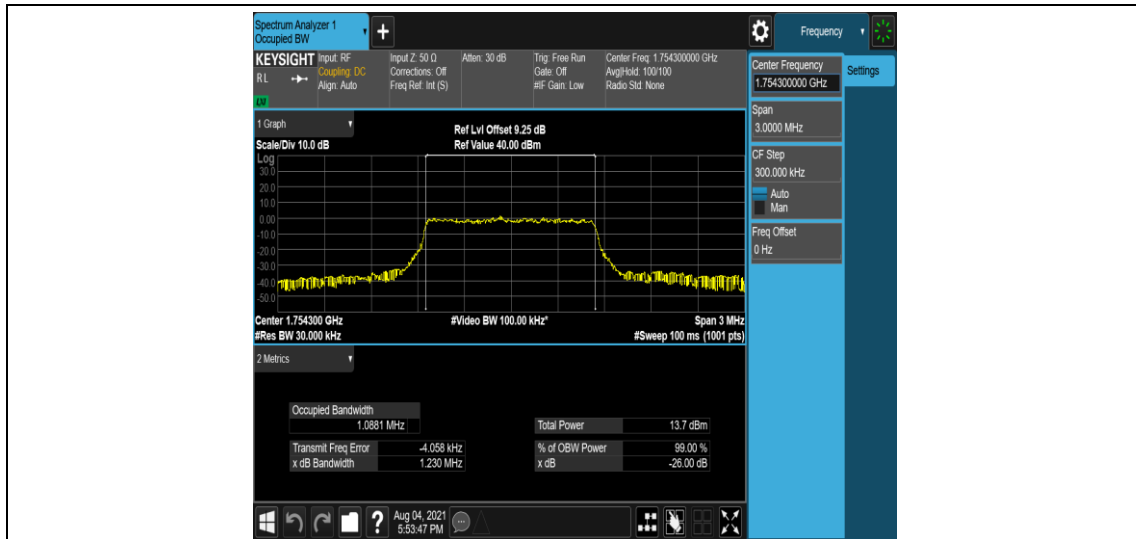 Spectrum Analyzer 1
Occupied BW
+
Frequency
KEYSIGHT
RL
LXI
Input: RF
Coupling: DC
Align: Auto
Input Z: 50 Ω
Corrections: Off
Freq Ref: Int (S)
Atten: 30 dB
Trig: Free Run
Gate: Off
#IF Gain: Low
Center Freq: 1.754300000 GHz
Avg|Hold: 100/100
Radio Std: None
Center Frequency
1.754300000 GHz
Settings
Span
3.0000 MHz
CF Step
300.000 kHz
Auto
Man
Freq Offset
0 Hz
1 Graph
Scale/Div 10.0 dB
Ref Lvl Offset 9.25 dB
Ref Value 40.00 dBm
Log
30.0
20.0
10.0
0.00
-10.0
-20.0
-30.0
-40.0
-50.0
Center 1.754300 GHz
#Video BW 100.00 kHz*
Span 3 MHz
#Res BW 30.000 kHz
#Sweep 100 ms (1001 pts)
2 Metrics
Occupied Bandwidth
1.0881 MHz
Total Power 13.7 dBm
Transmit Freq Error -4.058 kHz
% of OBW Power 99.00 %
x dB Bandwidth 1.230 MHz
x dB -26.00 dB
?
Aug 04, 2021
5:53:47 PM